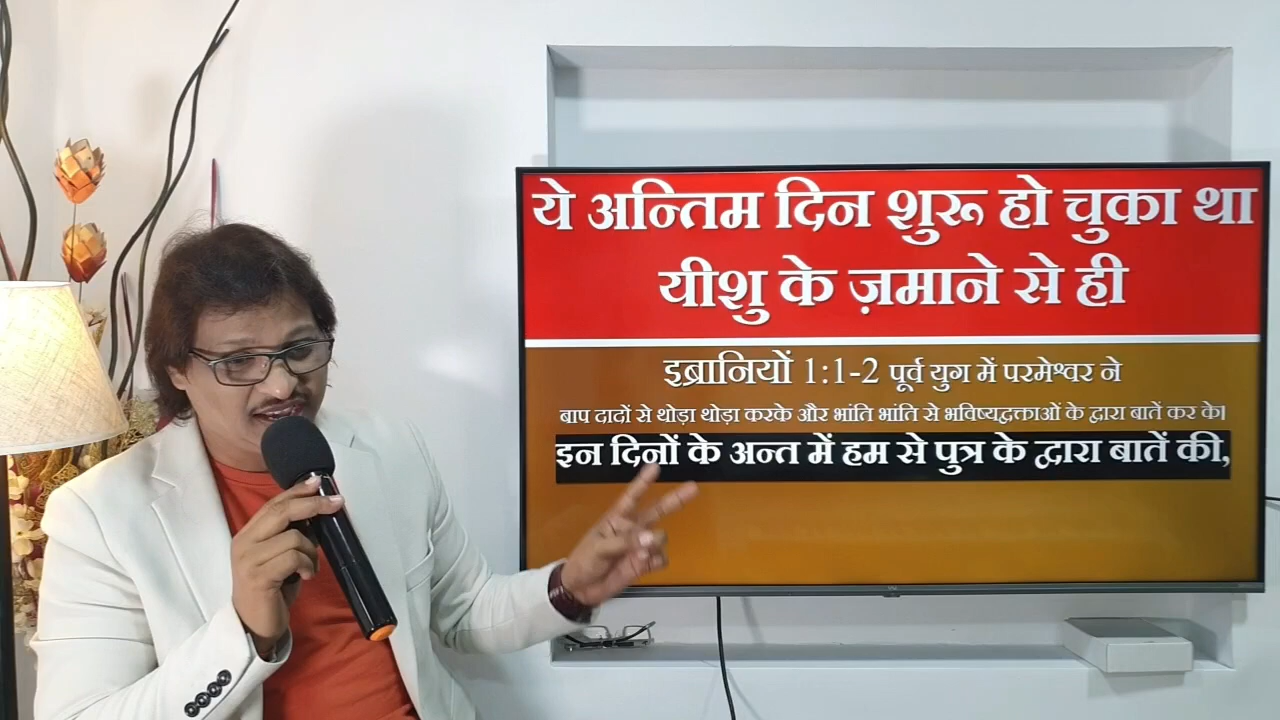 ये अन्तिम दिन शुरू हो चुका था
यीशु के ज़माने से ही
इब्रानियों 1:1-2 पूर्व युग में परमेश्वर ने
बाप दादों से थोड़ा थोड़ा करके और भांति भांति से भविष्यद्वक्ताओं के द्वारा बातें कर के।
इन दिनों के अन्त में हम से पुत्र के द्वारा बातें की,